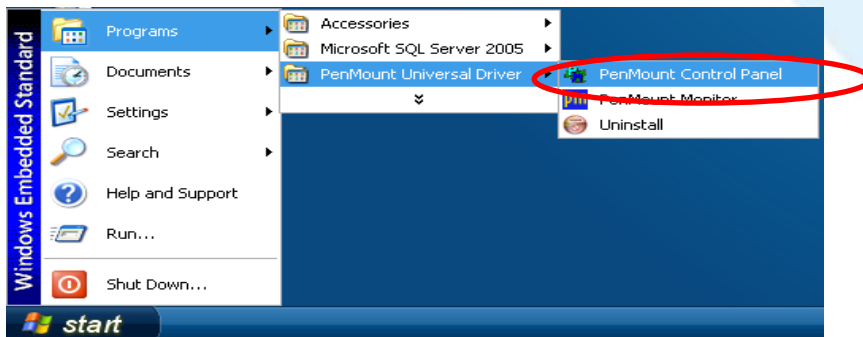 Windows Embedded Standard
Programs
Documents
Settings
Search
Help and Support
Run...
Shut Down...
Accessories
Microsoft SQL Server 2005
PenMount Universal Driver
PenMount Control Panel
pm PenMount Monitor
Uninstall
start